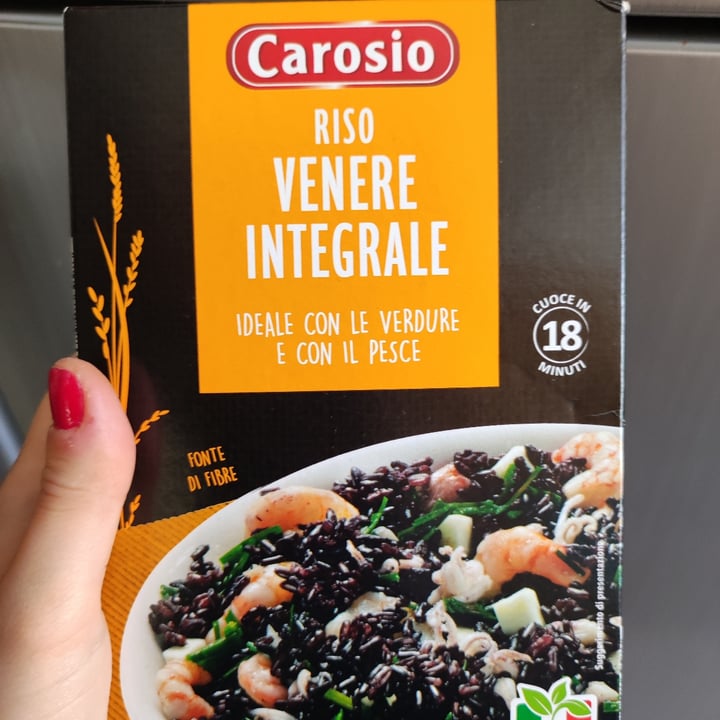 Carosio
RISO
VENERE
INTEGRALE
IDEALE CON LE VERDURE
E CON IL PESCE
CUOCE IN
18
MINUTI
FONTE
DI FIBRE
Suggerimento di presentazione